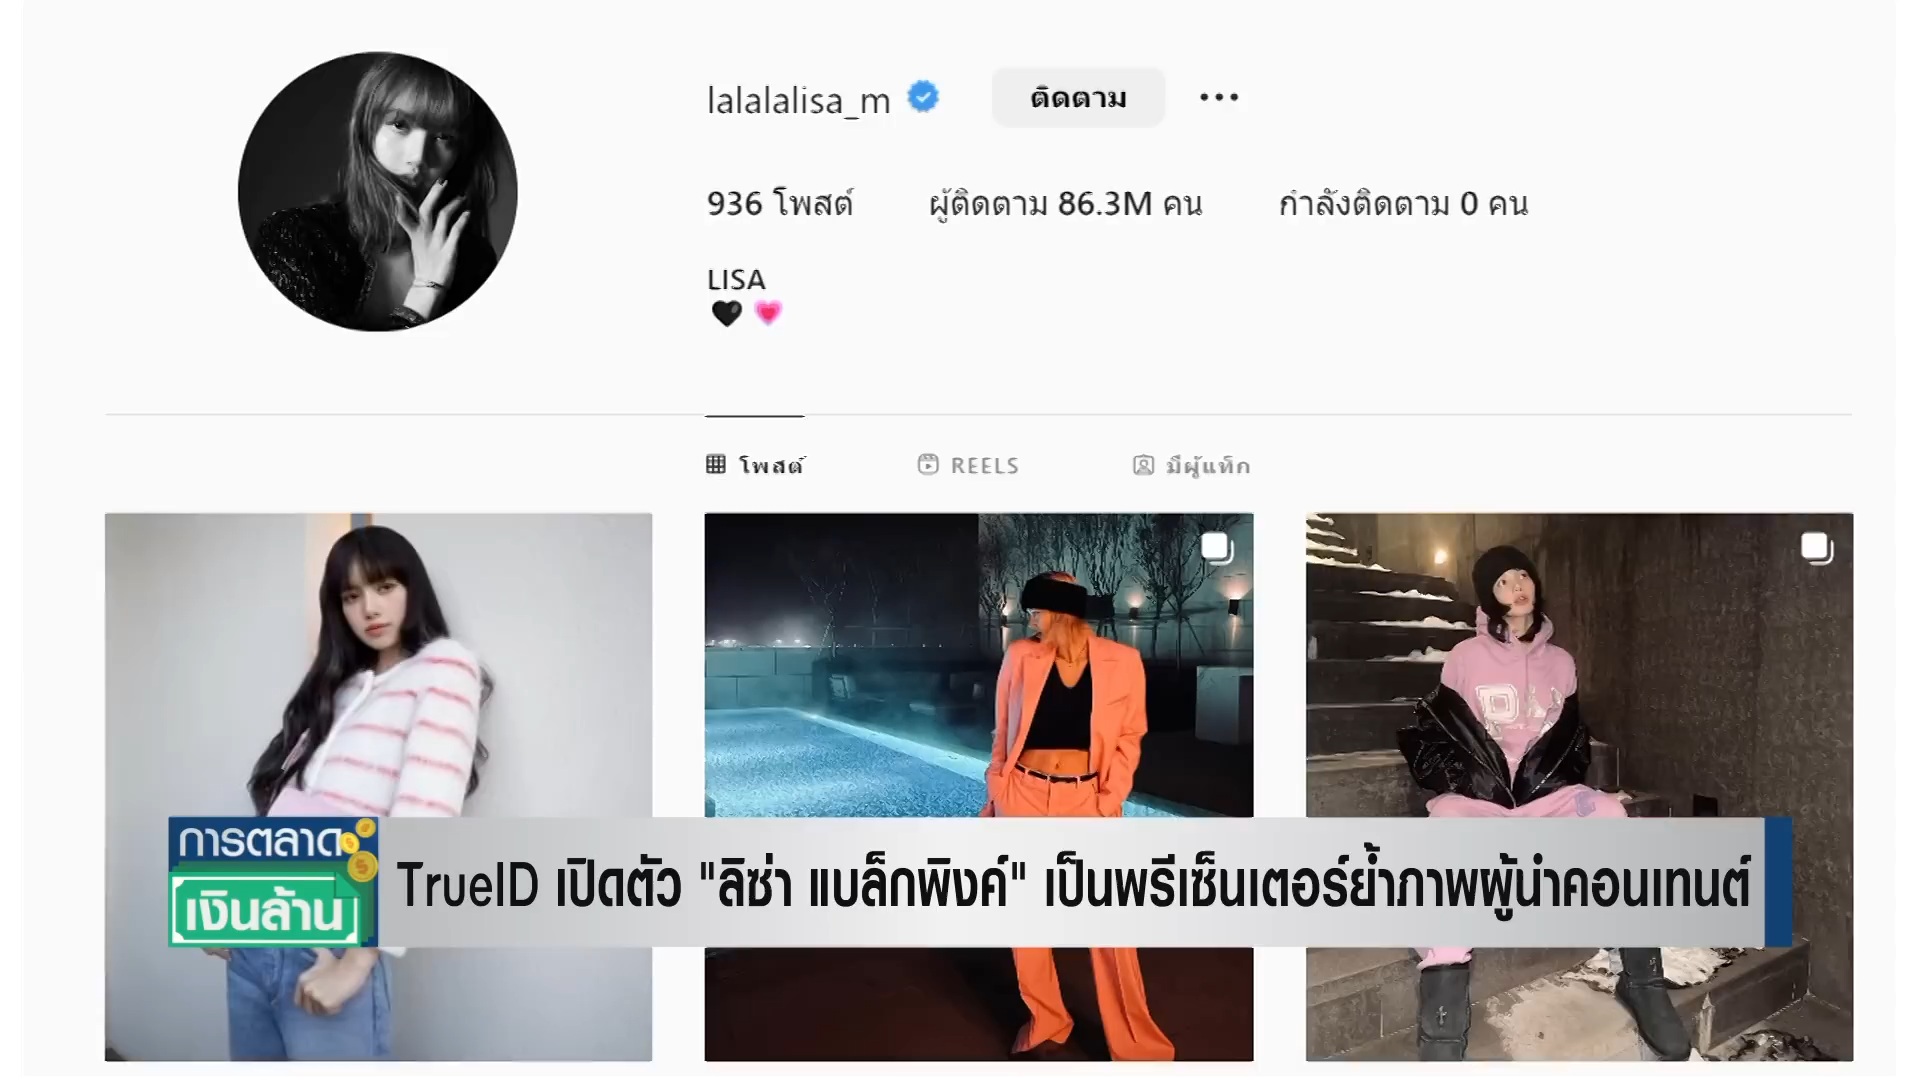 lalalalisa_m ติดตาม
936 โพสต์ ผู้ติดตาม 86.3M คน กำลังติดตาม 0 คน
LISA
🖤 💗
โพสต์ REELS มีผู้แท็ก
การตลาด
เงินล้าน
TrueID เปิดตัว "ลิซ่า แบล็กพิงค์" เป็นพรีเซ็นเตอร์ย้ำภาพผู้นำคอนเทนต์